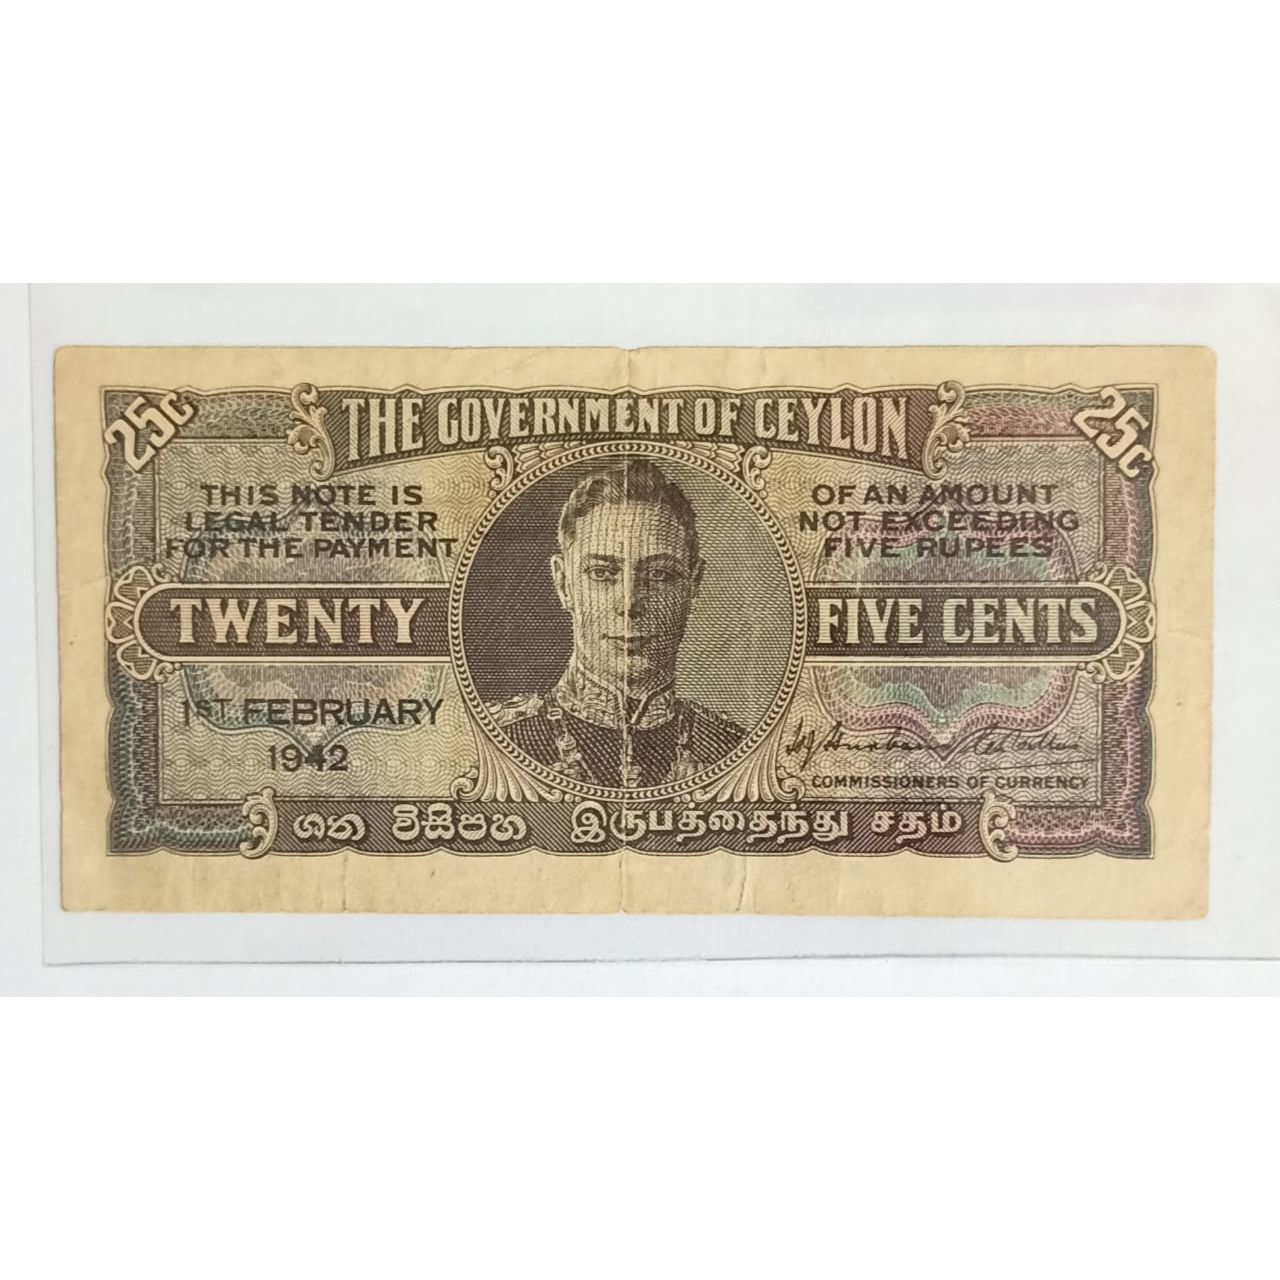 25c
THE GOVERNMENT OF CEYLON
25c
THIS NOTE IS
LEGAL TENDER
FOR THE PAYMENT
OF AN AMOUNT
NOT EXCEEDING
FIVE RUPEES
TWENTY
FIVE CENTS
1ST FEBRUARY
1942
COMMISSIONERS OF CURRENCY
ශත විසිපහ இருபத்தைந்து சதம்